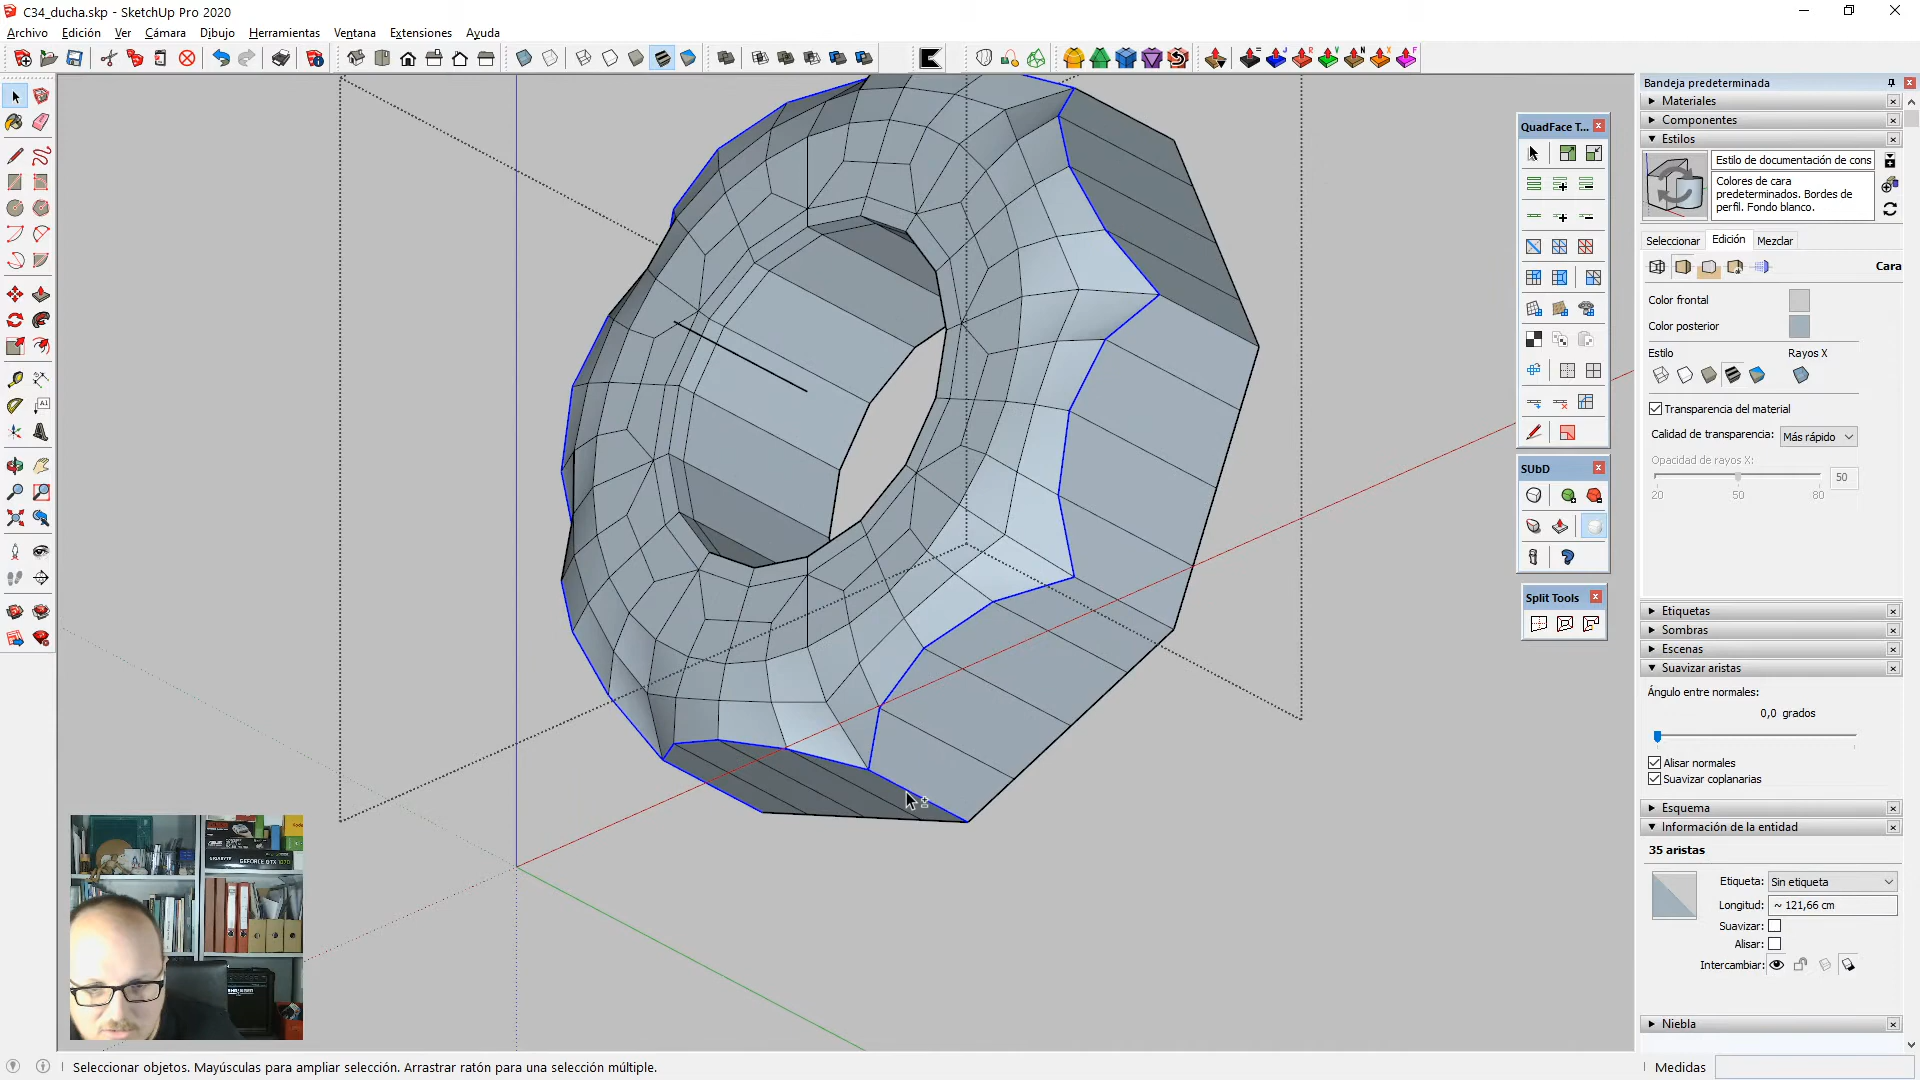 C34_ducha.skp - SketchUp Pro 2020
Archivo Edición Ver Cámara Dibujo Herramientas Ventana Extensiones Ayuda
Bandeja predeterminada
Materiales
Componentes
Estilos
Estilo de documentación de cons
Colores de cara
predeterminados. Bordes de
perfil. Fondo blanco.
Seleccionar Edición Mezclar
Cara
Color frontal
Color posterior
Estilo Rayos X
Transparencia del material
Calidad de transparencia: Más rápido
Opacidad de rayos X: 50
20 50 80
Etiquetas
Sombras
Escenas
Suavizar aristas
Ángulo entre normales:
0,0 grados
Alisar normales
Suavizar coplanarias
Esquema
Información de la entidad
35 aristas
Etiqueta: Sin etiqueta
Longitud: ~ 121,66 cm
Suavizar:
Alisar:
Intercambiar:
Niebla
QuadFace T...
SUbD
Split Tools
GEFORCE GTX
Seleccionar objetos. Mayúsculas para ampliar selección. Arrastrar ratón para una selección múltiple.
Medidas